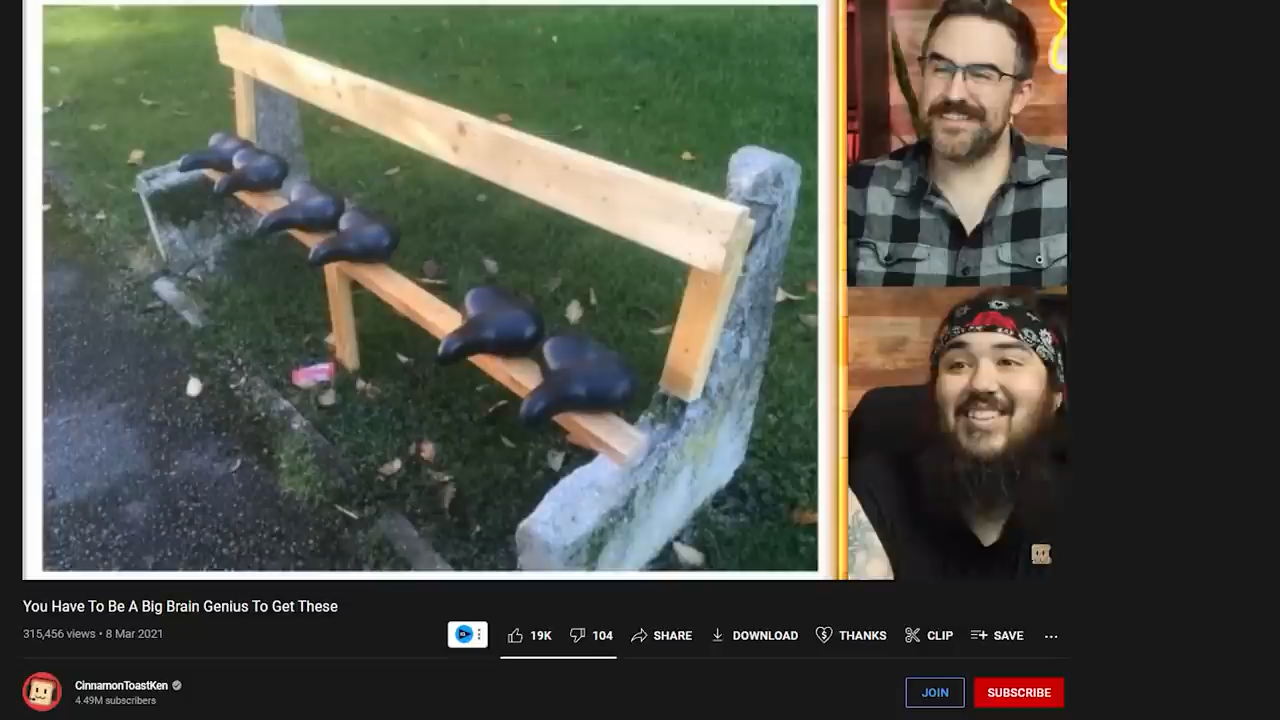 You Have To Be A Big Brain Genius To Get These
315,456 views • 8 Mar 2021
19K
104
SHARE
DOWNLOAD
THANKS
CLIP
SAVE
CinnamonToastKen
4.49M subscribers
JOIN
SUBSCRIBE